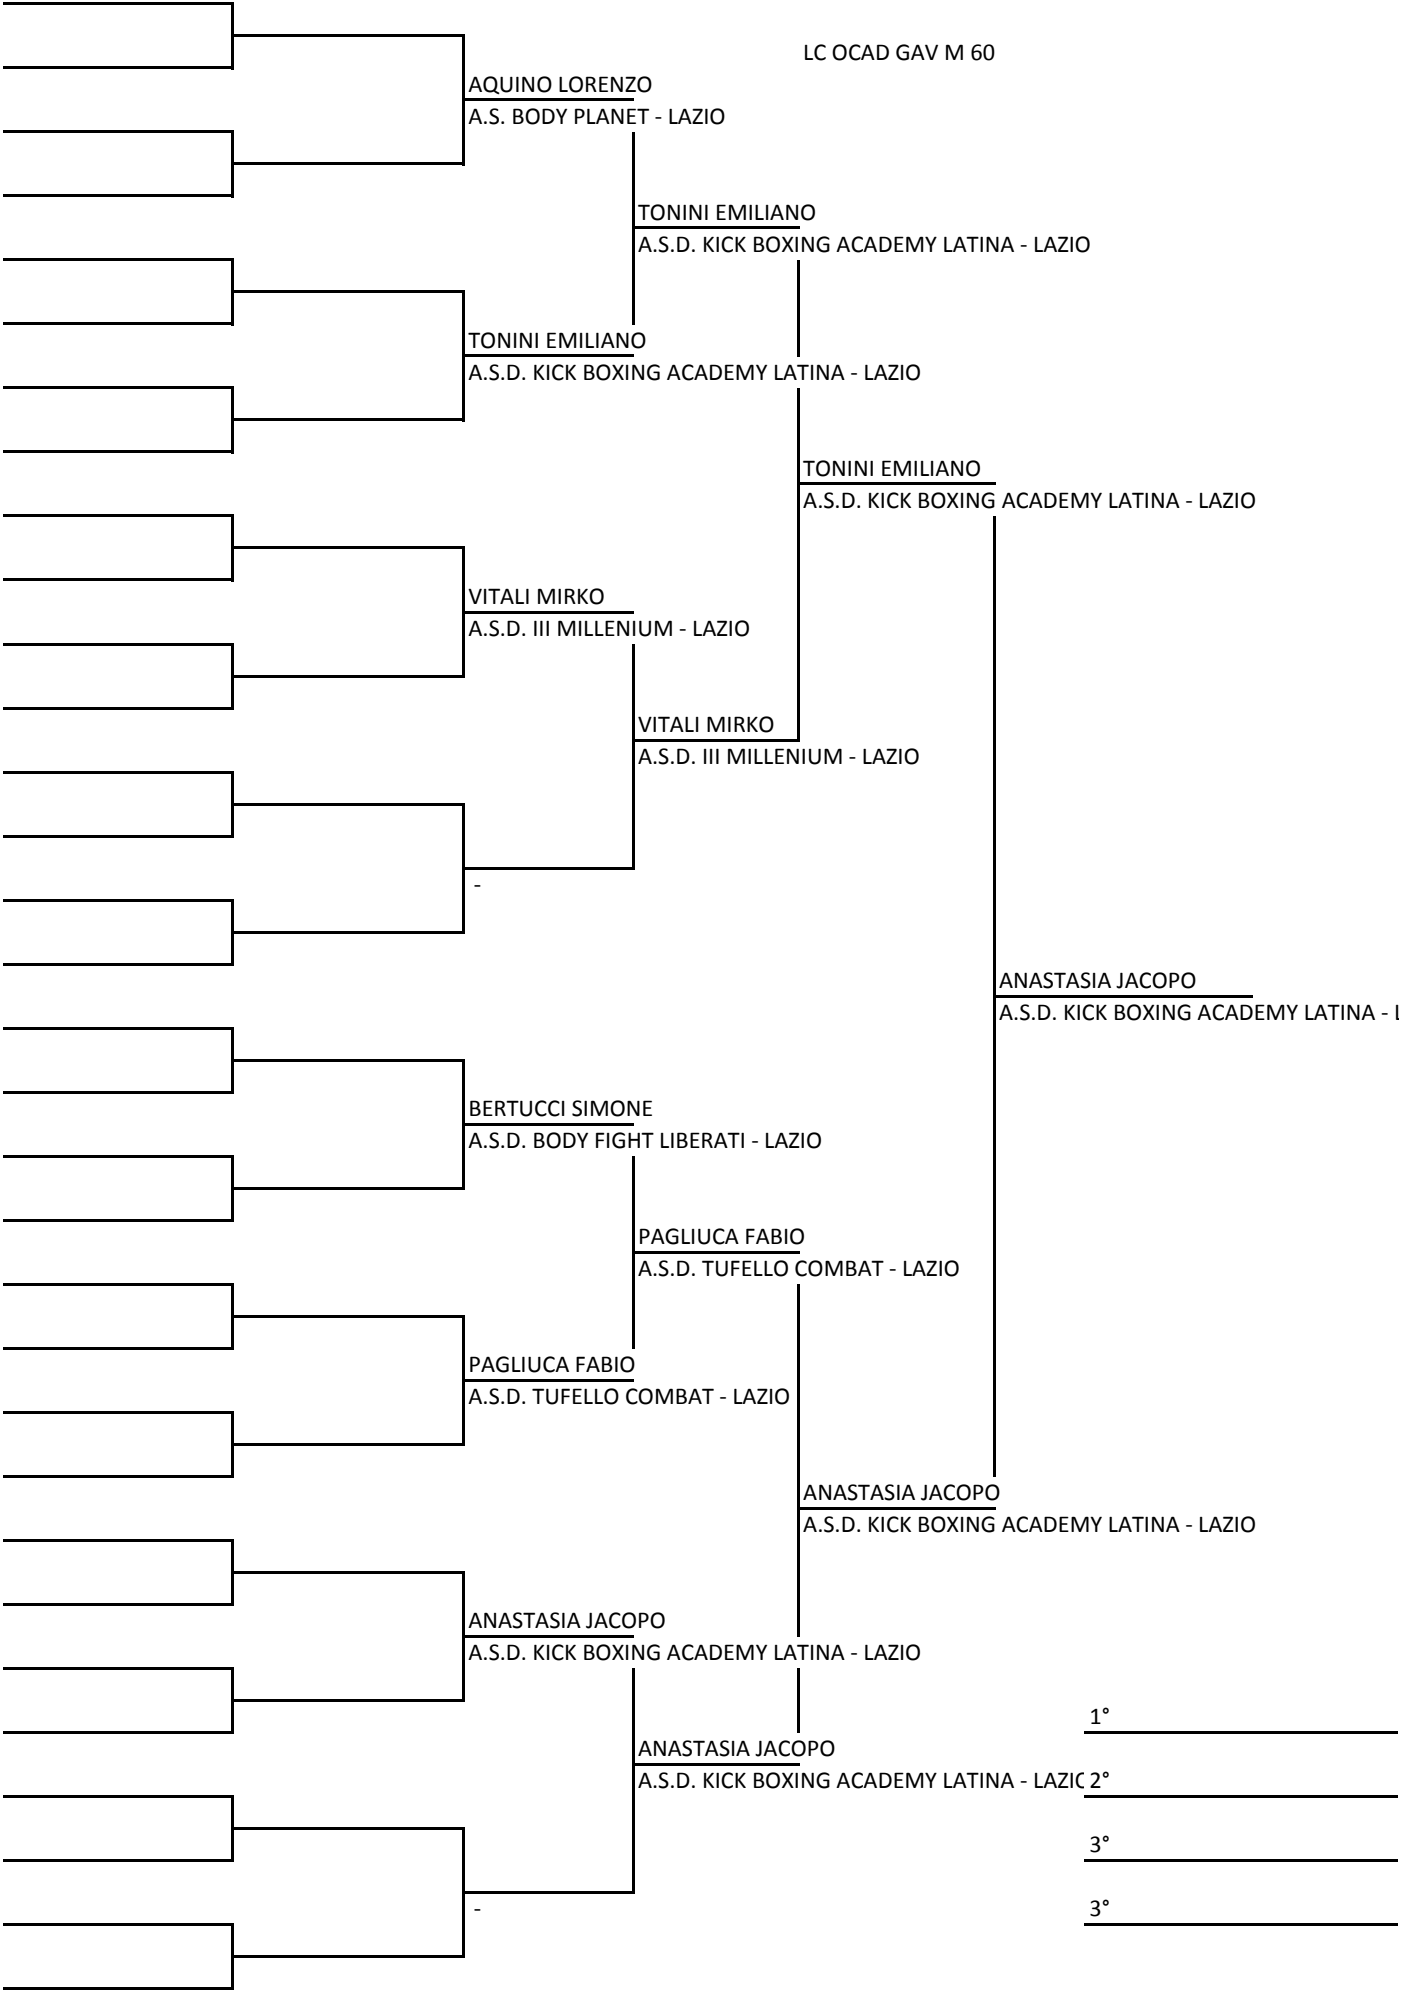 LC OCAD GAV M 60
AQUINO LORENZO
A.S. BODY PLANET - LAZIO
TONINI EMILIANO
A.S.D. KICK BOXING ACADEMY LATINA - LAZIO
TONINI EMILIANO
A.S.D. KICK BOXING ACADEMY LATINA - LAZIO
TONINI EMILIANO
A.S.D. KICK BOXING ACADEMY LATINA - LAZIO
VITALI MIRKO
A.S.D. III MILLENIUM - LAZIO
VITALI MIRKO
A.S.D. III MILLENIUM - LAZIO
-
ANASTASIA JACOPO
A.S.D. KICK BOXING ACADEMY LATINA - L
BERTUCCI SIMONE
A.S.D. BODY FIGHT LIBERATI - LAZIO
PAGLIUCA FABIO
A.S.D. TUFELLO COMBAT - LAZIO
PAGLIUCA FABIO
A.S.D. TUFELLO COMBAT - LAZIO
ANASTASIA JACOPO
A.S.D. KICK BOXING ACADEMY LATINA - LAZIO
ANASTASIA JACOPO
A.S.D. KICK BOXING ACADEMY LATINA - LAZIO
1°
ANASTASIA JACOPO
A.S.D. KICK BOXING ACADEMY LATINA - LAZIO
2°
3°
-
3°